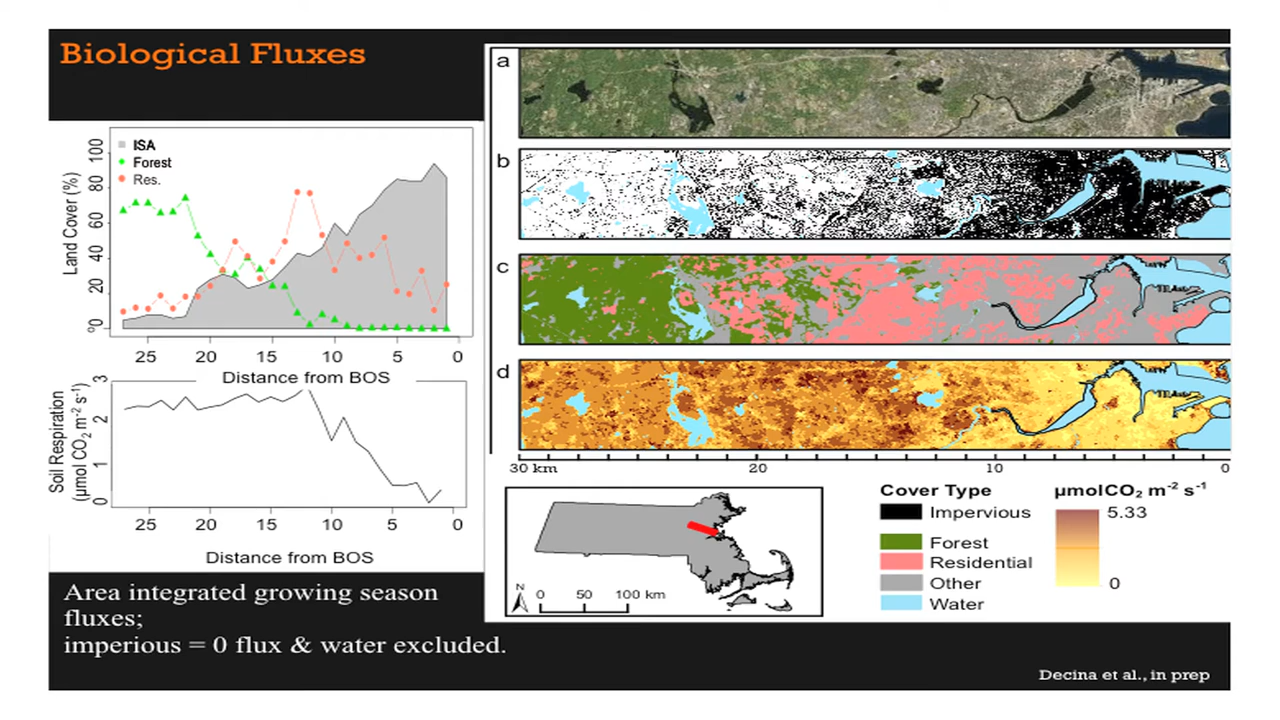 Biological Fluxes
ISA
Forest
Res.
Land Cover (%)
100
80
60
40
20
0
25 20 15 10 5 0
Distance from BOS
Soil Respiration
(µmol CO2 m-2 s-1)
3
2
1
0
25 20 15 10 5 0
Distance from BOS
Area integrated growing season
fluxes;
imperious = 0 flux & water excluded.
a
b
c
d
30 km 20 10 0
N
0 50 100 km
Cover Type
Impervious
Forest
Residential
Other
Water
µmolCO2 m-2 s-1
5.33
0
Decina et al., in prep